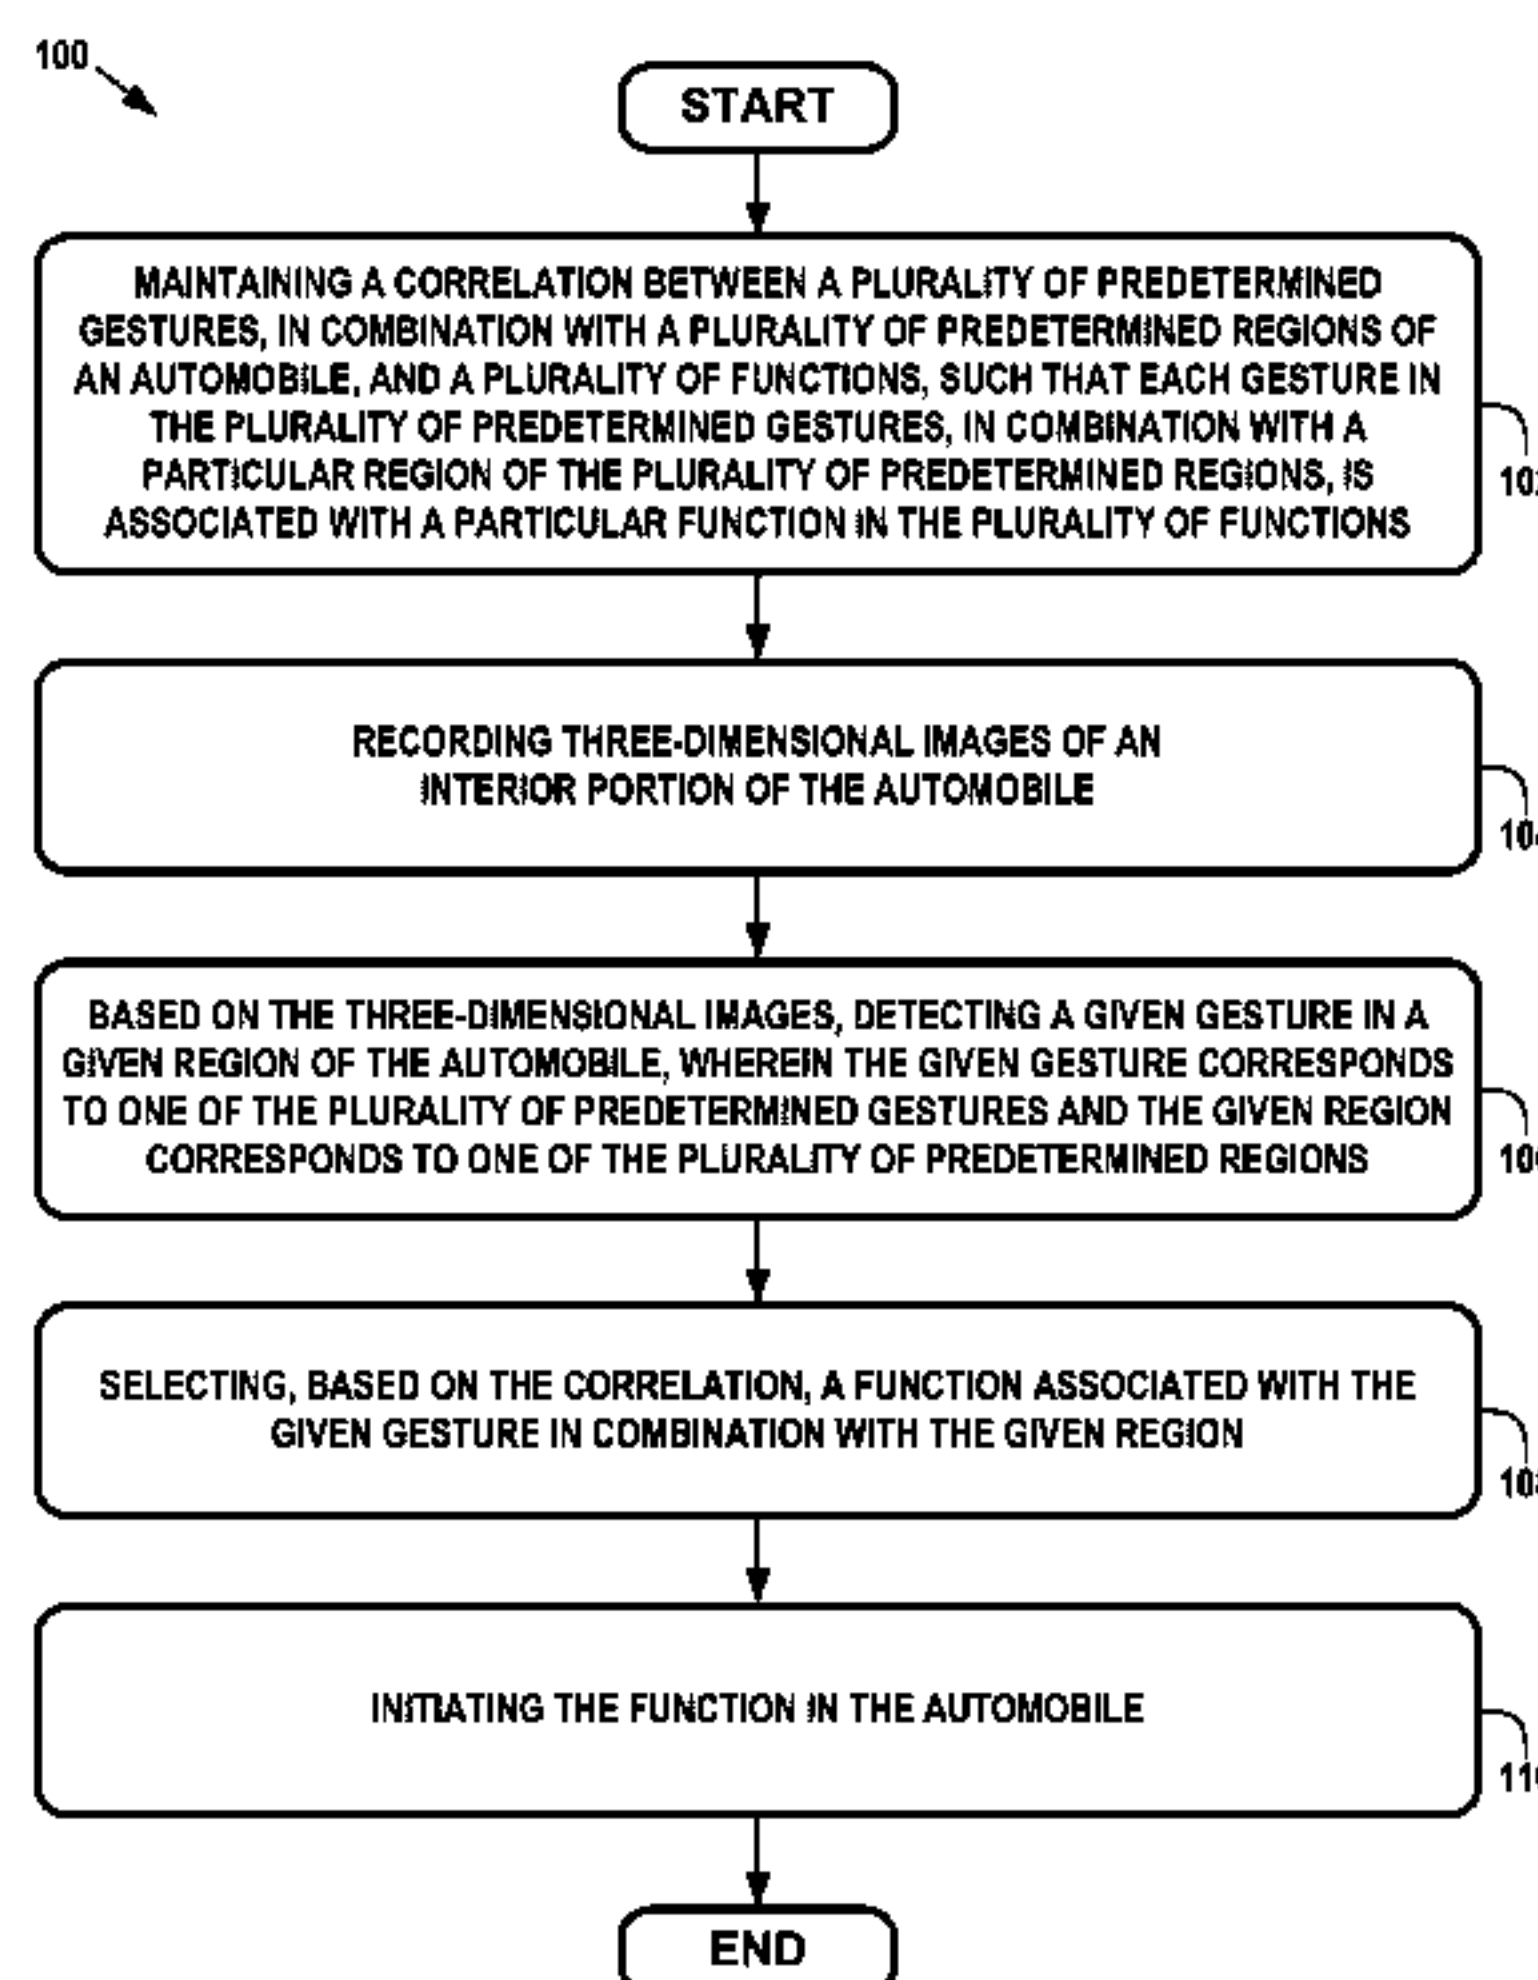 100
START
MAINTAINING A CORRELATION BETWEEN A PLURALITY OF PREDETERMINED
GESTURES, IN COMBINATION WITH A PLURALITY OF PREDETERMINED REGIONS OF
AN AUTOMOBILE, AND A PLURALITY OF FUNCTIONS, SUCH THAT EACH GESTURE IN
THE PLURALITY OF PREDETERMINED GESTURES, IN COMBINATION WITH A
PARTICULAR REGION OF THE PLURALITY OF PREDETERMINED REGIONS, IS
ASSOCIATED WITH A PARTICULAR FUNCTION IN THE PLURALITY OF FUNCTIONS
RECORDING THREE-DIMENSIONAL IMAGES OF AN
INTERIOR PORTION OF THE AUTOMOBILE
BASED ON THE THREE-DIMENSIONAL IMAGES, DETECTING A GIVEN GESTURE IN A
GIVEN REGION OF THE AUTOMOBILE, WHEREIN THE GIVEN GESTURE CORRESPONDS
TO ONE OF THE PLURALITY OF PREDETERMINED GESTURES AND THE GIVEN REGION
CORRESPONDS TO ONE OF THE PLURALITY OF PREDETERMINED REGIONS
SELECTING, BASED ON THE CORRELATION, A FUNCTION ASSOCIATED WITH THE
GIVEN GESTURE IN COMBINATION WITH THE GIVEN REGION
INITIATING THE FUNCTION IN THE AUTOMOBILE
END